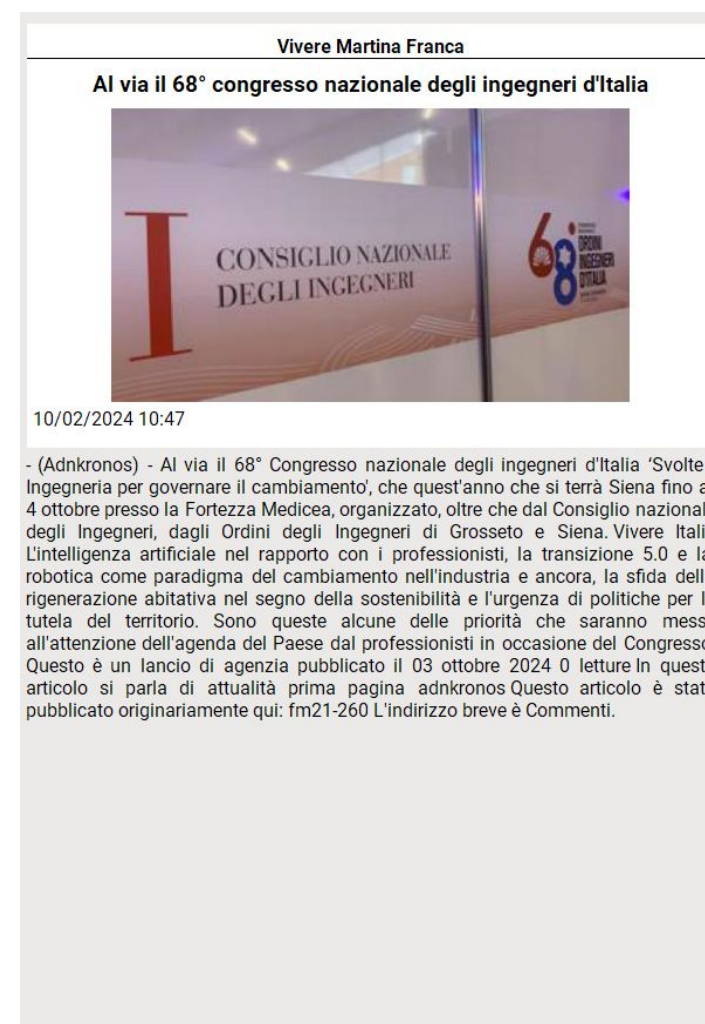 Vivere Martina Franca
Al via il 68° congresso nazionale degli ingegneri d'Italia
I
CONSIGLIO NAZIONALE
DEGLI INGEGNERI
68°
ORDINI
INGEGNERI
D'ITALIA
10/02/2024 10:47
- (Adnkronos) - Al via il 68° Congresso nazionale degli ingegneri d'Italia ‘Svolte
Ingegneria per governare il cambiamento', che quest'anno che si terrà Siena fino a
4 ottobre presso la Fortezza Medicea, organizzato, oltre che dal Consiglio nazional
degli Ingegneri, dagli Ordini degli Ingegneri di Grosseto e Siena. Vivere Itali
L'intelligenza artificiale nel rapporto con i professionisti, la transizione 5.0 e la
robotica come paradigma del cambiamento nell'industria e ancora, la sfida dell
rigenerazione abitativa nel segno della sostenibilità e l'urgenza di politiche per l
tutela del territorio. Sono queste alcune delle priorità che saranno mess
all'attenzione dell'agenda del Paese dal professionisti in occasione del Congresso
Questo è un lancio di agenzia pubblicato il 03 ottobre 2024 0 letture In quest
articolo si parla di attualità prima pagina adnkronos Questo articolo è stat
pubblicato originariamente qui: fm21-260 L'indirizzo breve è Commenti.